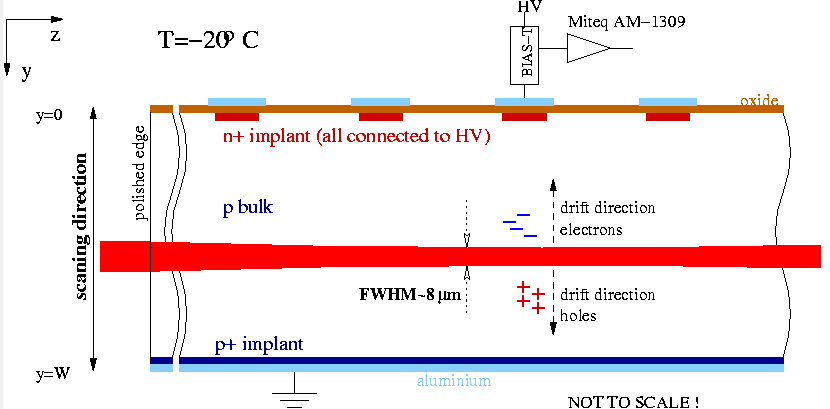 HV
Miteq AM-1309
z
T=-20º C
BIAS-T
y
oxide
y=0
n+ implant (all connected to HV)
polished edge
scaning direction
p bulk
drift direction
electrons
FWHM~8 µm
drift direction
holes
p+ implant
y=W
aluminium
NOT TO SCALE !